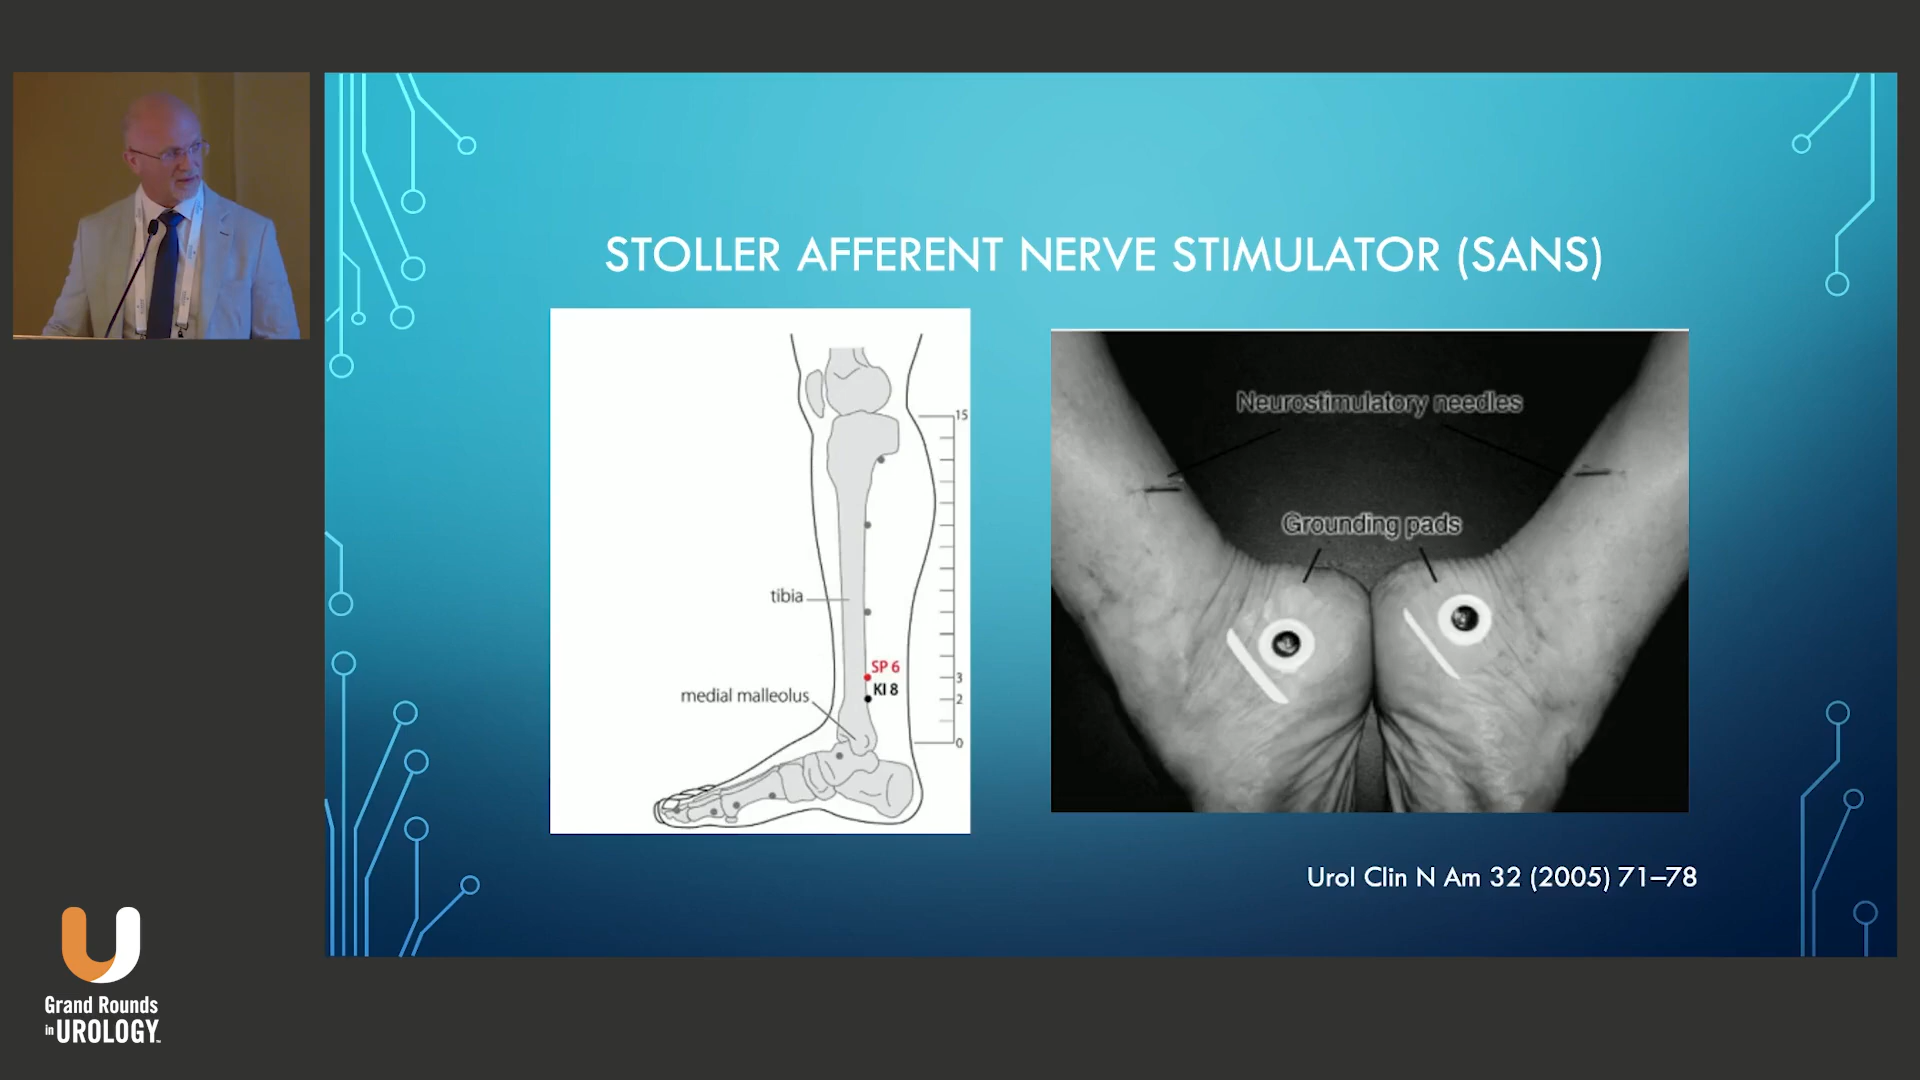 STOLLER AFFERENT NERVE STIMULATOR (SANS)
15
tibia
SP 6
KI 8
medial malleolus
3
2
0
Neurostimulatory needles
Grounding pads
Urol Clin N Am 32 (2005) 71–78
Grand Rounds
in UROLOGY™